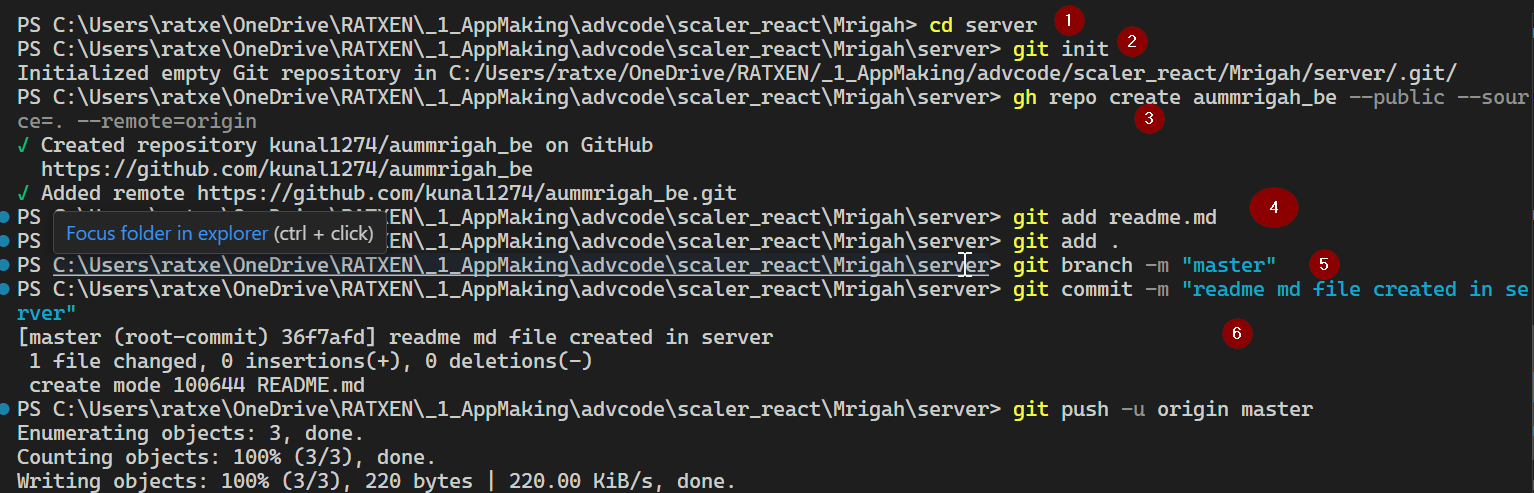 PS C:\Users\ratxe\OneDrive\RATXEN\_1_AppMaking\advcode\scaler_react\Mrigah> cd server 1
PS C:\Users\ratxe\OneDrive\RATXEN\_1_AppMaking\advcode\scaler_react\Mrigah\server> git init 2
Initialized empty Git repository in C:/Users/ratxe/OneDrive/RATXEN/_1_AppMaking/advcode/scaler_react/Mrigah/server/.git/
PS C:\Users\ratxe\OneDrive\RATXEN\_1_AppMaking\advcode\scaler_react\Mrigah\server> gh repo create aummrigah_be --public --sour
ce=. --remote=origin 3
✓ Created repository kunal1274/aummrigah_be on GitHub
https://github.com/kunal1274/aummrigah_be
✓ Added remote https://github.com/kunal1274/aummrigah_be.git
PS C:\Users\ratxe\OneDrive\RATXEN\_1_AppMaking\advcode\scaler_react\Mrigah\server> git add readme.md 4
Focus folder in explorer (ctrl + click)
PS \_1_AppMaking\advcode\scaler_react\Mrigah\server> git add .
PS C:\Users\ratxe\OneDrive\RATXEN\_1_AppMaking\advcode\scaler_react\Mrigah\server> git branch -m "master" 5
PS C:\Users\ratxe\OneDrive\RATXEN\_1_AppMaking\advcode\scaler_react\Mrigah\server> git commit -m "readme md file created in se
rver"
[master (root-commit) 36f7afd] readme md file created in server 6
1 file changed, 0 insertions(+), 0 deletions(-)
create mode 100644 README.md
PS C:\Users\ratxe\OneDrive\RATXEN\_1_AppMaking\advcode\scaler_react\Mrigah\server> git push -u origin master
Enumerating objects: 3, done.
Counting objects: 100% (3/3), done.
Writing objects: 100% (3/3), 220 bytes | 220.00 KiB/s, done.